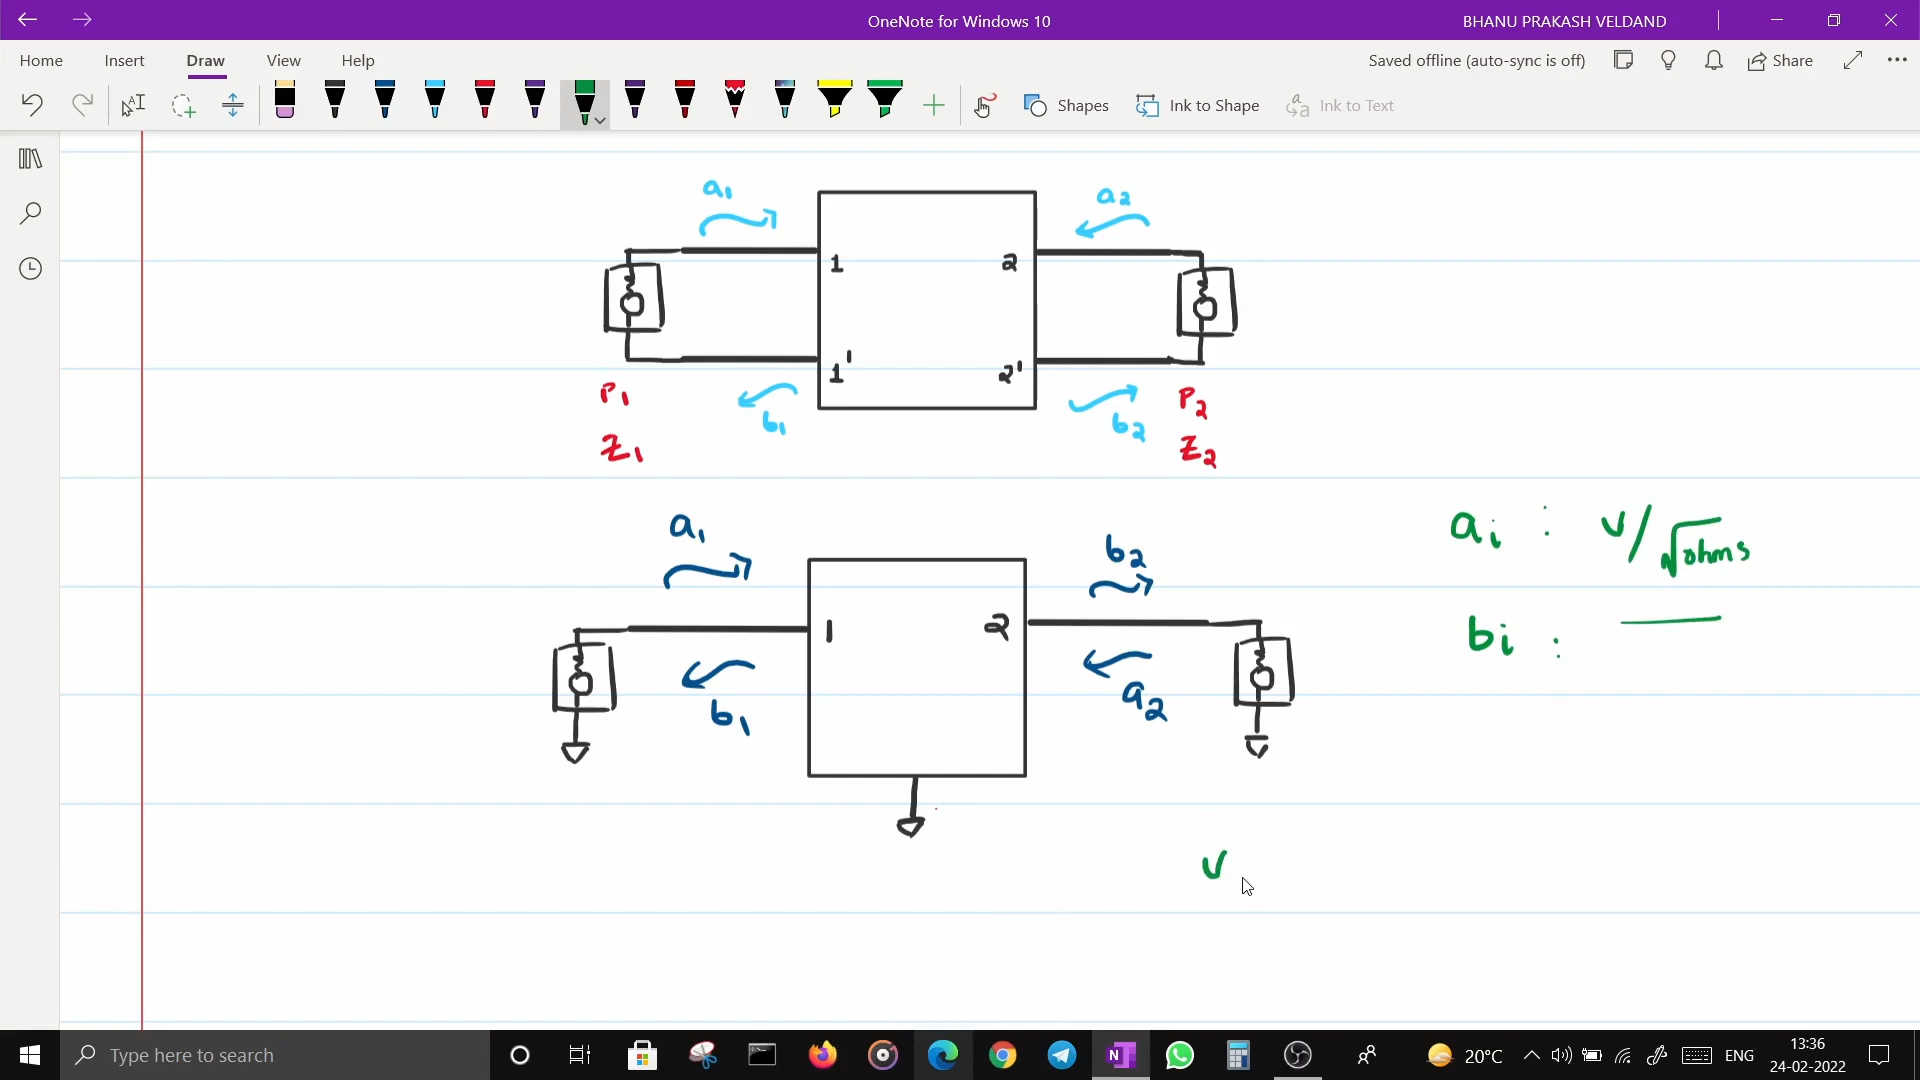 OneNote for Windows 10
BHANU PRAKASH VELDAND
Home Insert Draw View Help
Saved offline (auto-sync is off) Share
Shapes Ink to Shape Ink to Text
a1 a2
1 2
1' 2'
b1 b2
P1 P2
Z1 Z2
a1 b2
1 2
b1 a2
ai : V/√ohms
bi :
V
Type here to search
20°C ENG 13:36
24-02-2022